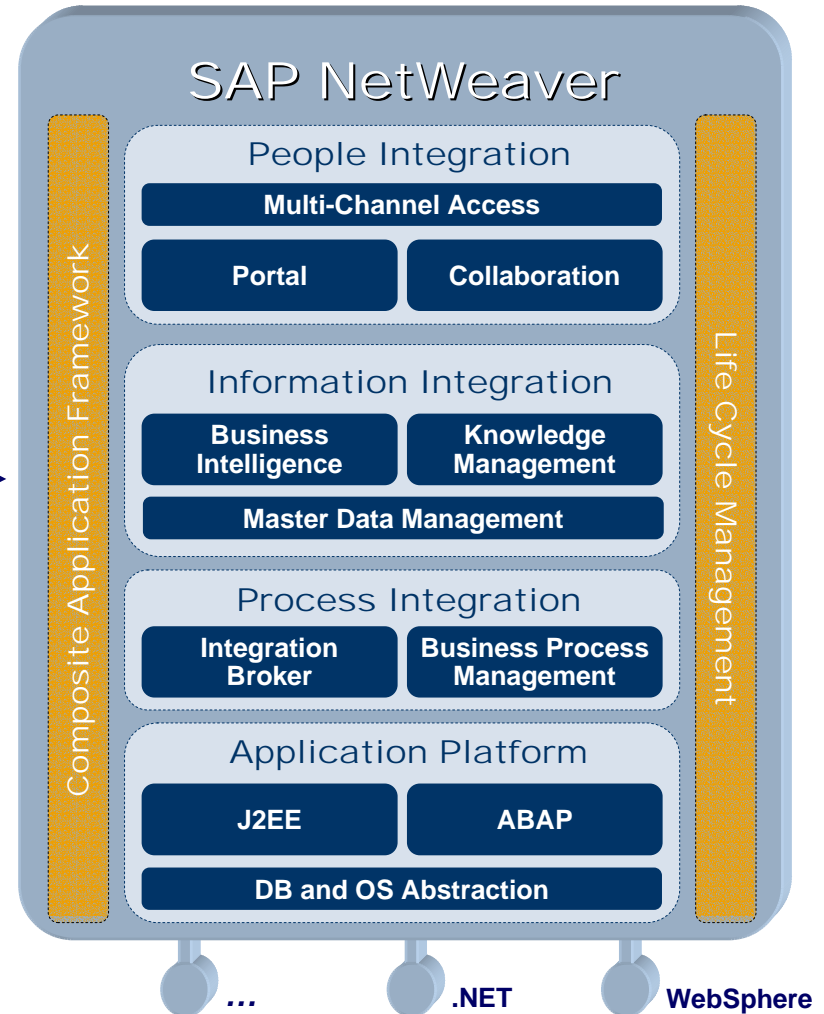 SAP NetWeaver
Composite Application Framework
People Integration
Multi-Channel Access
Portal
Collaboration
Information Integration
Business
Intelligence
Knowledge
Management
Master Data Management
Process Integration
Integration
Broker
Business Process
Management
Application Platform
J2EE
ABAP
DB and OS Abstraction
Life Cycle Management
...
.NET
WebSphere